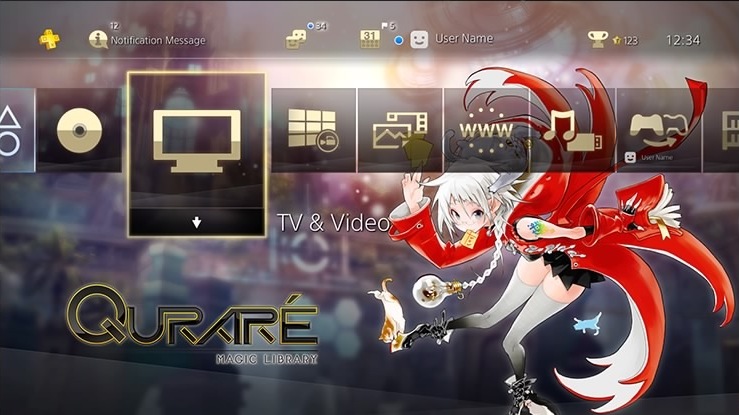 12
Notification Message
34
31
5
User Name
123
12:34
WWW
User Name
TV & Video
QURARÉ
MAGIC LIBRARY